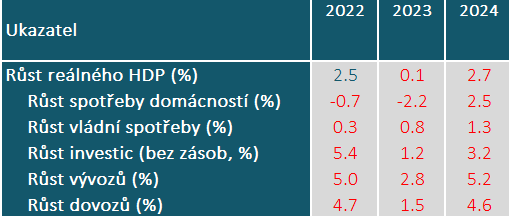 Ukazatel 2022 2023 2024
Růst reálného HDP (%) 2.5 0.1 2.7
Růst spotřeby domácností (%) -0.7 -2.2 2.5
Růst vládní spotřeby (%) 0.3 0.8 1.3
Růst investic (bez zásob, %) 5.4 1.2 3.2
Růst vývozů (%) 5.0 2.8 5.2
Růst dovozů (%) 4.7 1.5 4.6